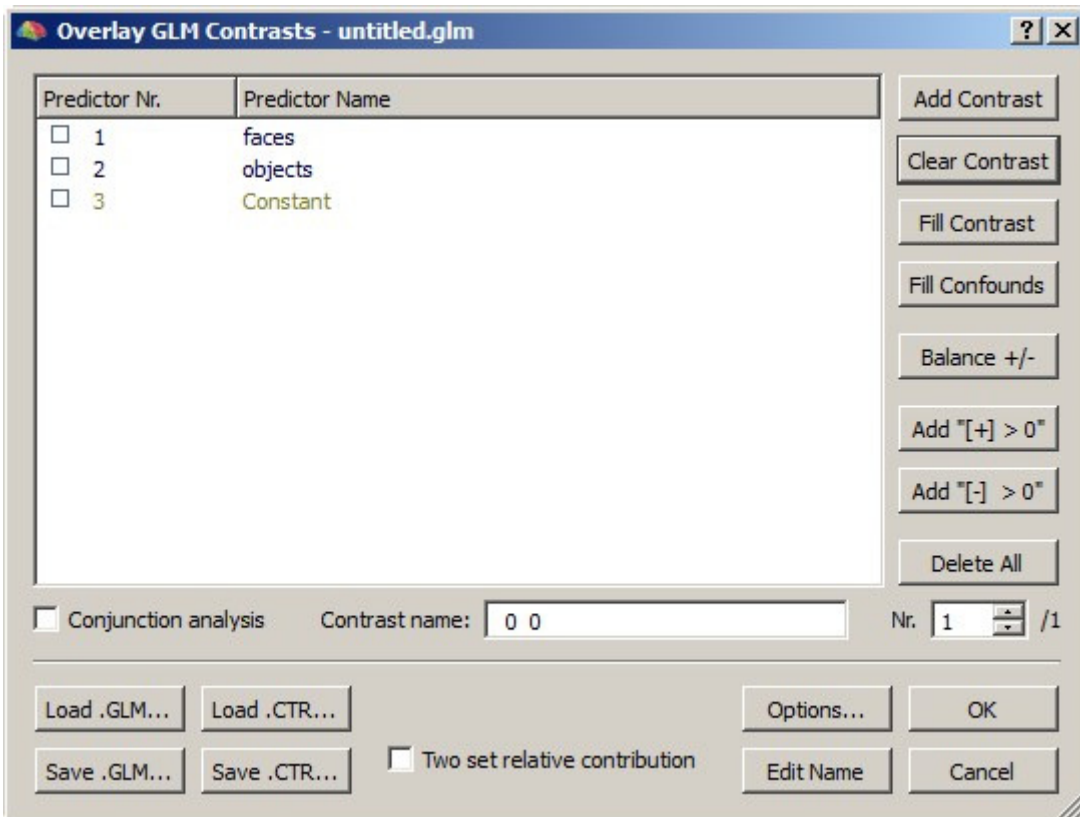 Overlay GLM Contrasts - untitled.glm
Predictor Nr. Predictor Name
1 faces
2 objects
3 Constant
Add Contrast
Clear Contrast
Fill Contrast
Fill Confounds
Balance +/-
Add "[+] > 0"
Add "[-] > 0"
Delete All
Conjunction analysis Contrast name: 0 0 Nr. 1 /1
Load .GLM... Load .CTR... Options... OK
Save .GLM... Save .CTR... Two set relative contribution Edit Name Cancel